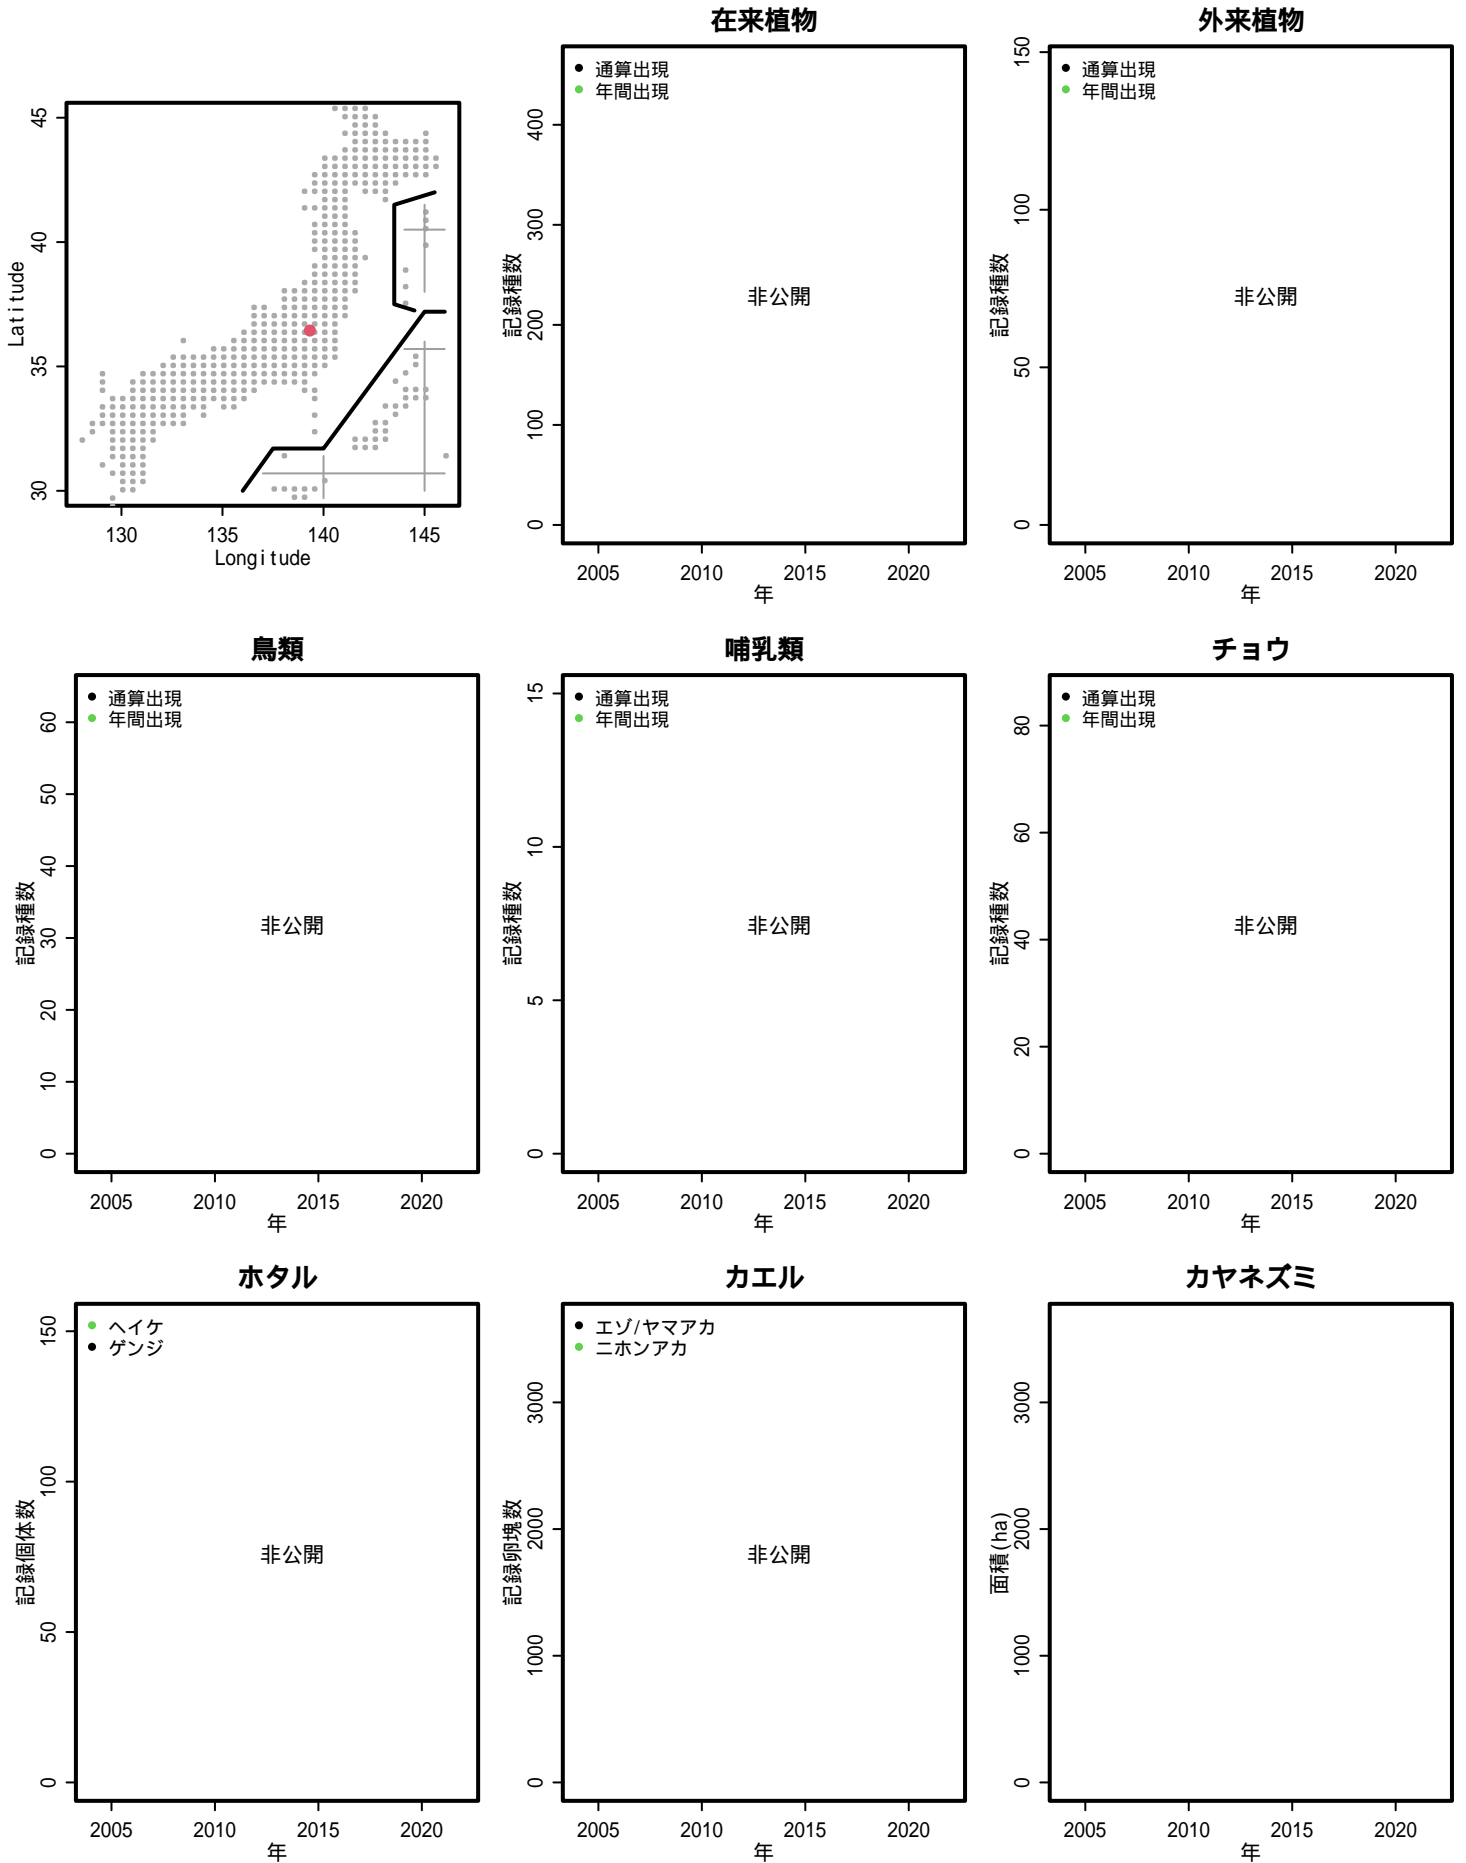 45
40
35
30
Latitude
130
135
140
145
Longitude
在来植物
通算出現
年間出現
400
300
200
100
0
記録種数
非公開
2005
2010
2015
2020
年
外来植物
通算出現
年間出現
150
100
50
0
記録種数
非公開
2005
2010
2015
2020
年
鳥類
通算出現
年間出現
60
50
40
30
20
10
0
記録種数
非公開
2005
2010
2015
2020
年
哺乳類
通算出現
年間出現
15
10
5
0
記録種数
非公開
2005
2010
2015
2020
年
チョウ
通算出現
年間出現
80
60
40
20
0
記録種数
非公開
2005
2010
2015
2020
年
ホタル
ヘイケ
ゲンジ
150
100
50
0
記録個体数
非公開
2005
2010
2015
2020
年
カエル
エゾ/ヤマアカ
ニホンアカ
3000
2000
1000
0
記録卵塊数
非公開
2005
2010
2015
2020
年
カヤネズミ
3000
2000
1000
0
面積(ha)
2005
2010
2015
2020
年